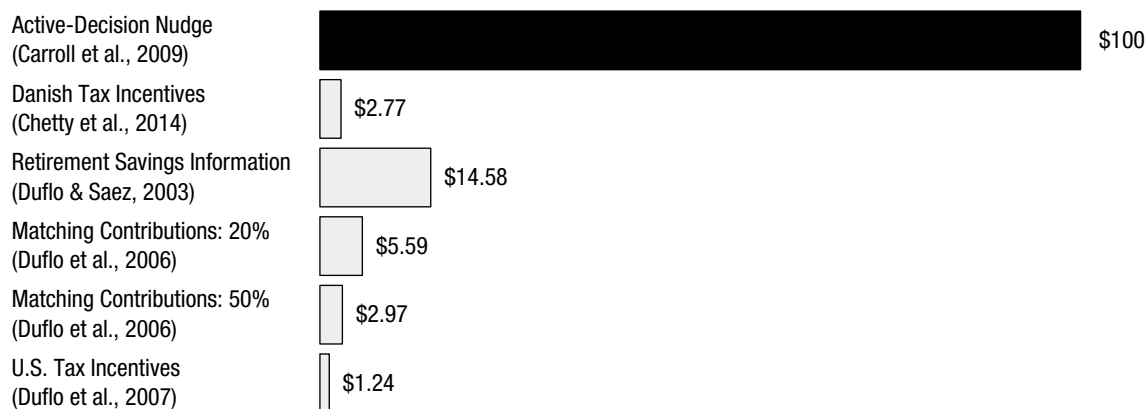 Active-Decision Nudge
(Carroll et al., 2009)
$100
Danish Tax Incentives
(Chetty et al., 2014)
$2.77
Retirement Savings Information
(Duflo & Saez, 2003)
$14.58
Matching Contributions: 20%
(Duflo et al., 2006)
$5.59
Matching Contributions: 50%
(Duflo et al., 2006)
$2.97
U.S. Tax Incentives
(Duflo et al., 2007)
$1.24